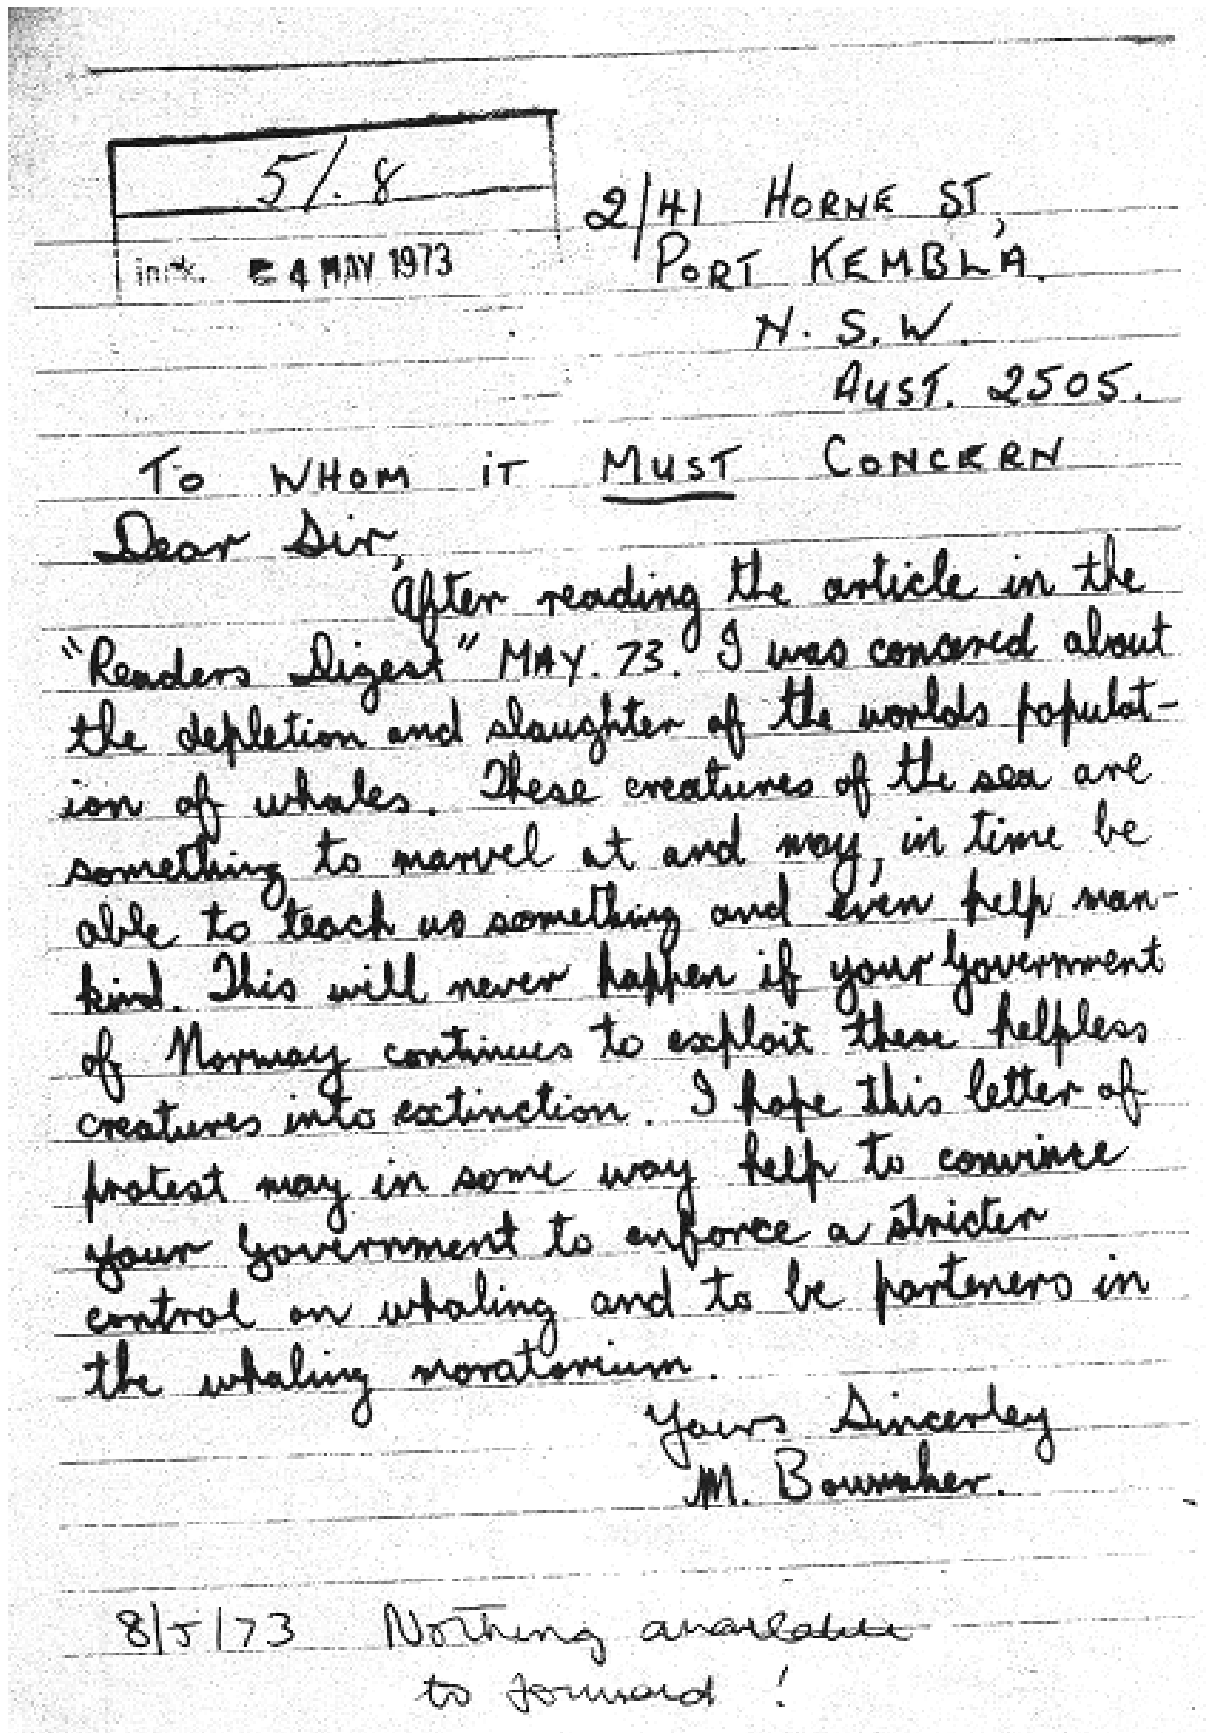 5/. 8
2/41 HORNE ST,
PORT KEMBLA.
4 MAY 1973
N. S. W.
AUST. 2505.
TO WHOM IT MUST CONCERN
Dear Sir,
After reading the article in the
"Readers Digest" MAY. 73. I was concered about
the depletion and slaughter of the worlds populat-
ion of whales. These creatures of the sea are
something to marvel at and may, in time be
able to teach us something and even help man-
kind. This will never happen if your Government
of Norway continues to exploit these helpless
creatures into extinction. I hope this letter of
protest may in some way help to convince
your Government to enforce a stricter
control on whaling and to be parteners in
the whaling moratorium.
Yours Sincerley
M. Bowmaker.
8/5/73 Nothing available
to forward !